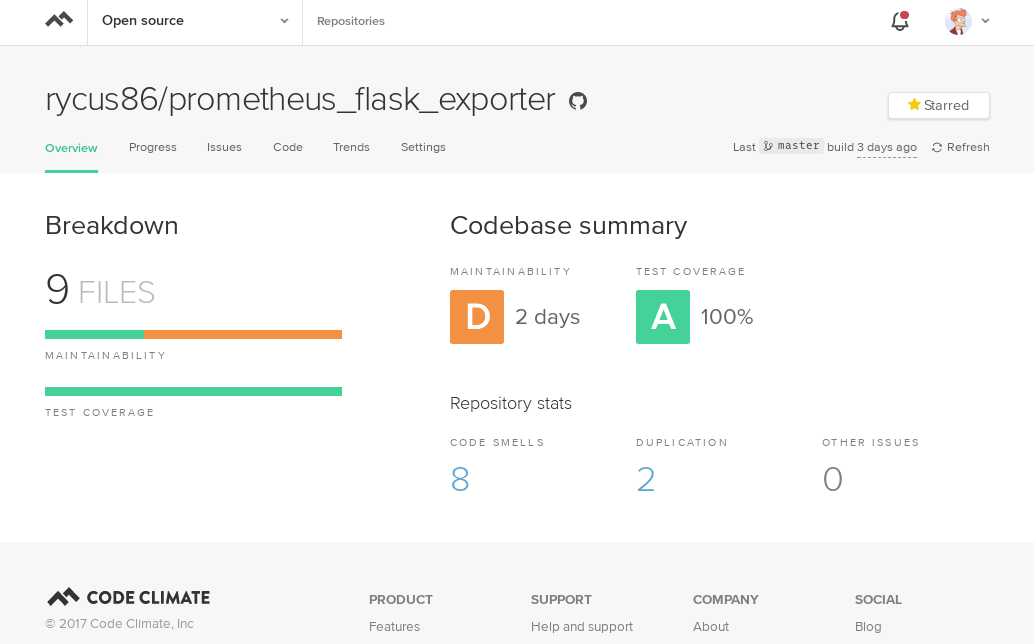 Open source
Repositories
rycus86/prometheus_flask_exporter
Starred
Overview
Progress
Issues
Code
Trends
Settings
Last master build 3 days ago
Refresh
Breakdown
9 FILES
MAINTAINABILITY
TEST COVERAGE
Codebase summary
MAINTAINABILITY
TEST COVERAGE
D 2 days
A 100%
Repository stats
CODE SMELLS
DUPLICATION
OTHER ISSUES
8
2
0
CODE CLIMATE
© 2017 Code Climate, Inc
PRODUCT
Features
SUPPORT
Help and support
COMPANY
About
SOCIAL
Blog